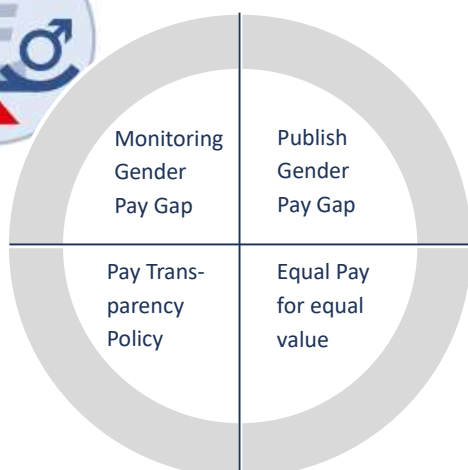 Monitoring
Gender
Pay Gap
Publish
Gender
Pay Gap
Pay Trans-
parency
Policy
Equal Pay
for equal
value